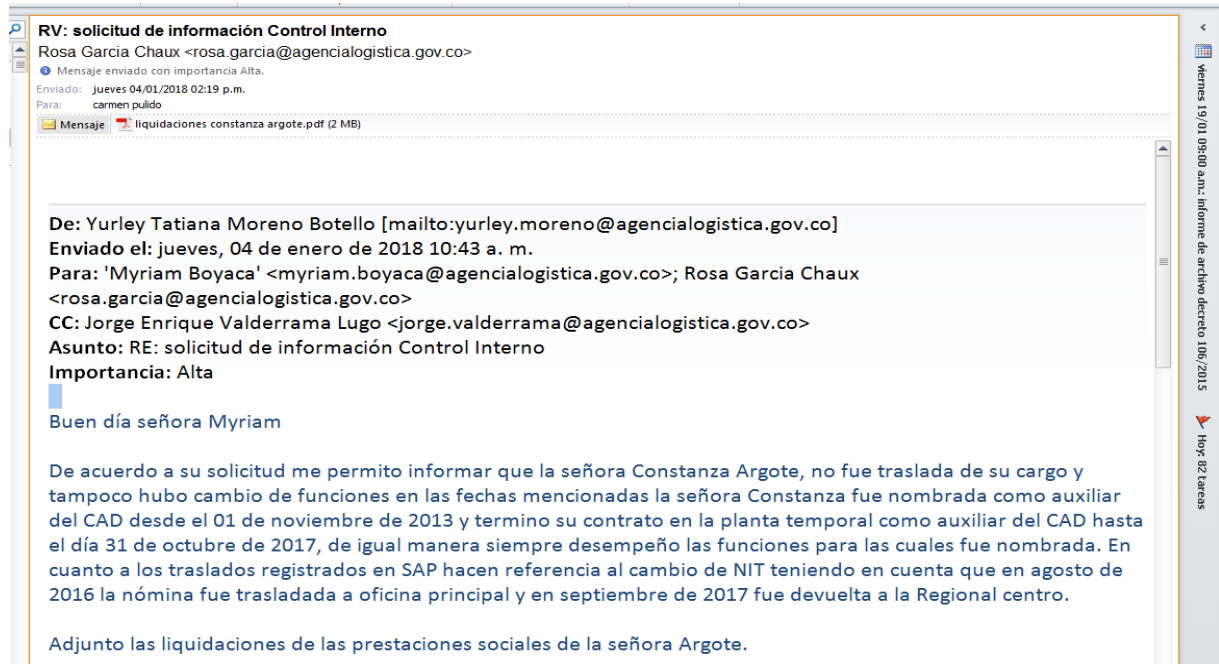 RV: solicitud de información Control Interno
Rosa Garcia Chaux <rosa.garcia@agencialogistica.gov.co>
Mensaje enviado con importancia Alta.
Enviado: jueves 04/01/2018 02:19 p.m.
Para: carmen pulido
Mensaje liquidaciones constanza argote.pdf (2 MB)
De: Yurley Tatiana Moreno Botello [mailto:yurley.moreno@agencialogistica.gov.co]
Enviado el: jueves, 04 de enero de 2018 10:43 a. m.
Para: 'Myriam Boyaca' <myriam.boyaca@agencialogistica.gov.co>; Rosa Garcia Chaux
<rosa.garcia@agencialogistica.gov.co>
CC: Jorge Enrique Valderrama Lugo <jorge.valderrama@agencialogistica.gov.co>
Asunto: RE: solicitud de información Control Interno
Importancia: Alta
Buen día señora Myriam
De acuerdo a su solicitud me permito informar que la señora Constanza Argote, no fue traslada de su cargo y
tampoco hubo cambio de funciones en las fechas mencionadas la señora Constanza fue nombrada como auxiliar
del CAD desde el 01 de noviembre de 2013 y termino su contrato en la planta temporal como auxiliar del CAD hasta
el día 31 de octubre de 2017, de igual manera siempre desempeño las funciones para las cuales fue nombrada. En
cuanto a los traslados registrados en SAP hacen referencia al cambio de NIT teniendo en cuenta que en agosto de
2016 la nómina fue trasladada a oficina principal y en septiembre de 2017 fue devuelta a la Regional centro.
Adjunto las liquidaciones de las prestaciones sociales de la señora Argote.
viernes 19/01 09:00 a.m.: informe de archivo decreto 106/2015
Hoy: 82 tareas